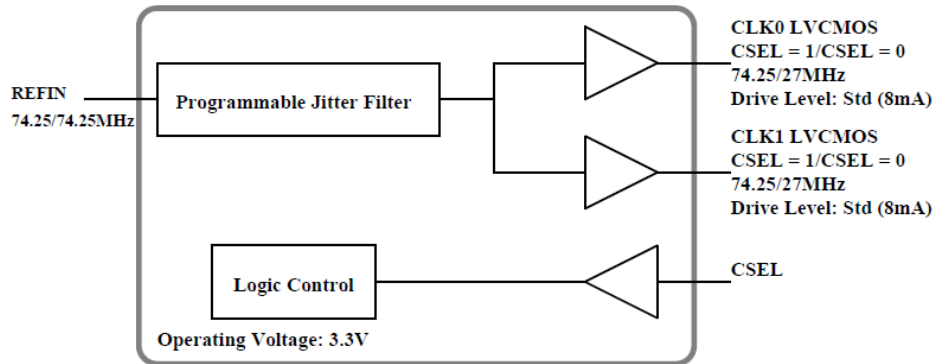 REFIN
74.25/74.25MHz
Programmable Jitter Filter
CLK0 LVCMOS
CSEL = 1/CSEL = 0
74.25/27MHz
Drive Level: Std (8mA)
CLK1 LVCMOS
CSEL = 1/CSEL = 0
74.25/27MHz
Drive Level: Std (8mA)
Logic Control
CSEL
Operating Voltage: 3.3V